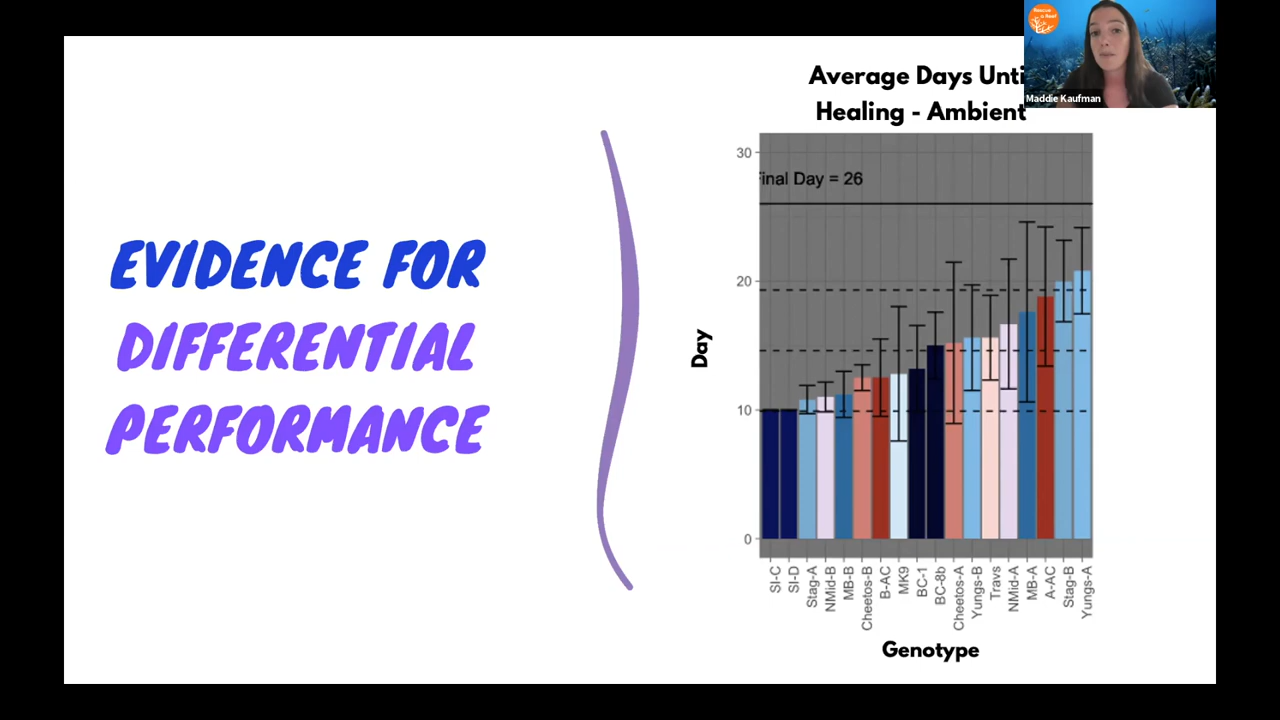 Rescue
a Reef
Maddie Kaufman
EVIDENCE FOR
DIFFERENTIAL
PERFORMANCE
Average Days Unti
Healing - Ambient
30
Final Day = 26
20
10
0
Day
SI-C
SI-D
Stag-A
NMid-B
MB-B
Cheetos-B
B-AC
MK9
BC-1
BC-8b
Cheetos-A
Yungs-B
Travs
NMid-A
MB-A
A-AC
Stag-B
Yungs-A
Genotype